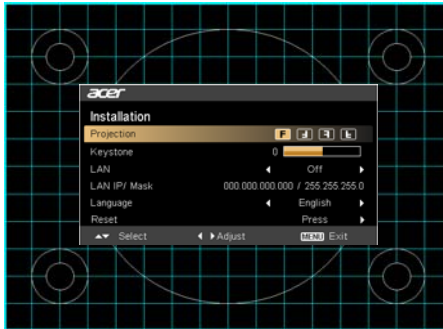 acer
Installation
Projection F F F F
Keystone 0
LAN Off
LAN IP/ Mask 000.000.000.000 / 255.255.255.0
Language English
Reset Press
Select Adjust MENU Exit